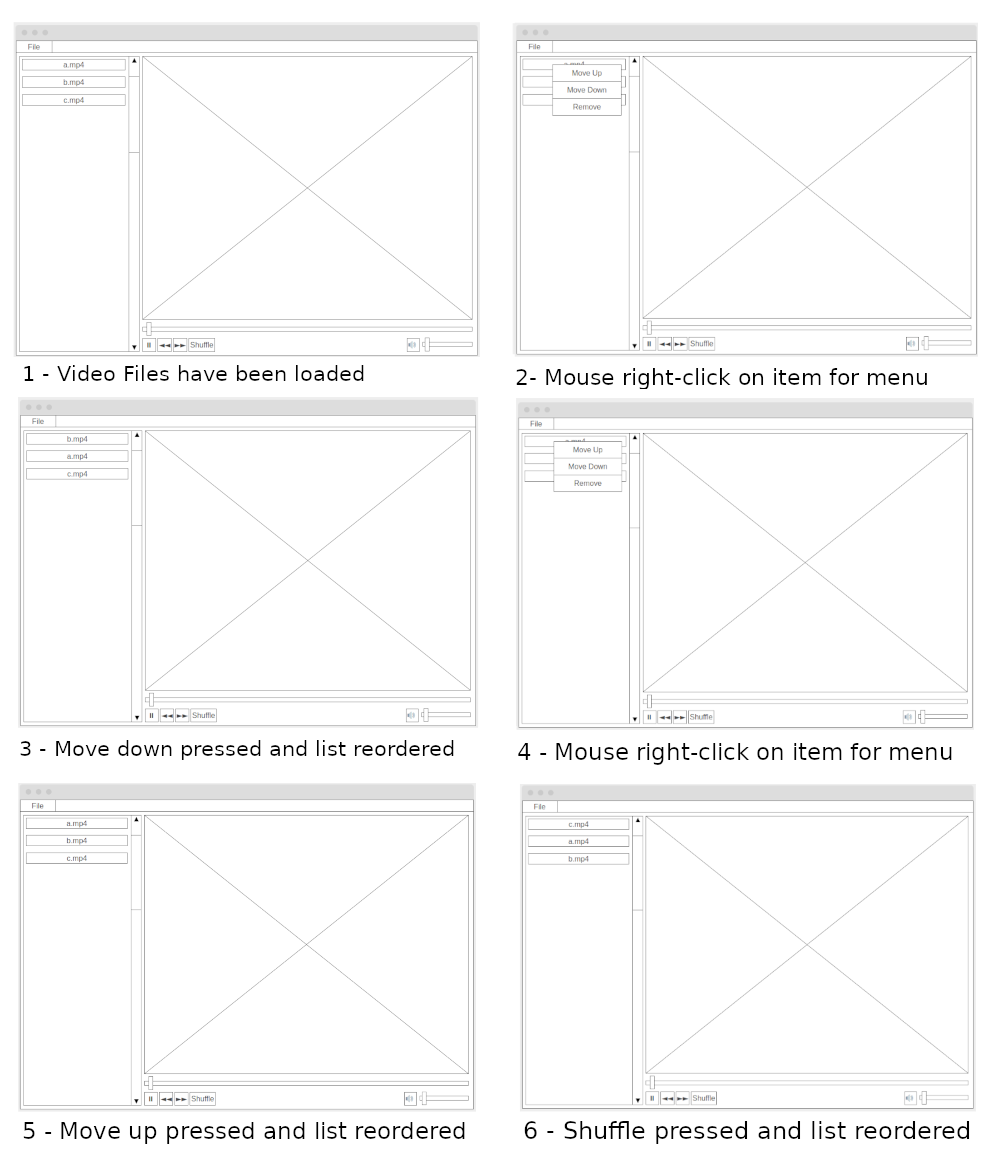 File
a.mp4
b.mp4
c.mp4
Shuffle
1 - Video Files have been loaded
File
Move Up
Move Down
Remove
Shuffle
2- Mouse right-click on item for menu
File
b.mp4
a.mp4
c.mp4
Shuffle
3 - Move down pressed and list reordered
File
Move Up
Move Down
Remove
Shuffle
4 - Mouse right-click on item for menu
File
a.mp4
b.mp4
c.mp4
Shuffle
5 - Move up pressed and list reordered
File
c.mp4
a.mp4
b.mp4
Shuffle
6 - Shuffle pressed and list reordered